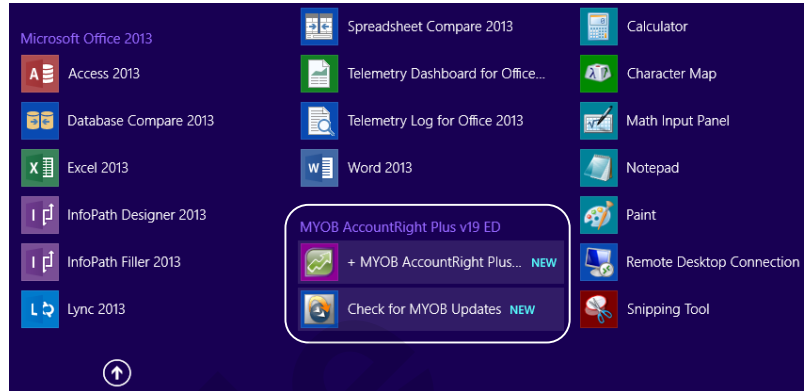 Microsoft Office 2013
Access 2013
Database Compare 2013
Excel 2013
InfoPath Designer 2013
InfoPath Filler 2013
Lync 2013
Spreadsheet Compare 2013
Telemetry Dashboard for Office...
Telemetry Log for Office 2013
Word 2013
MYOB AccountRight Plus v19 ED
+ MYOB AccountRight Plus... NEW
Check for MYOB Updates NEW
Calculator
Character Map
Math Input Panel
Notepad
Paint
Remote Desktop Connection
Snipping Tool